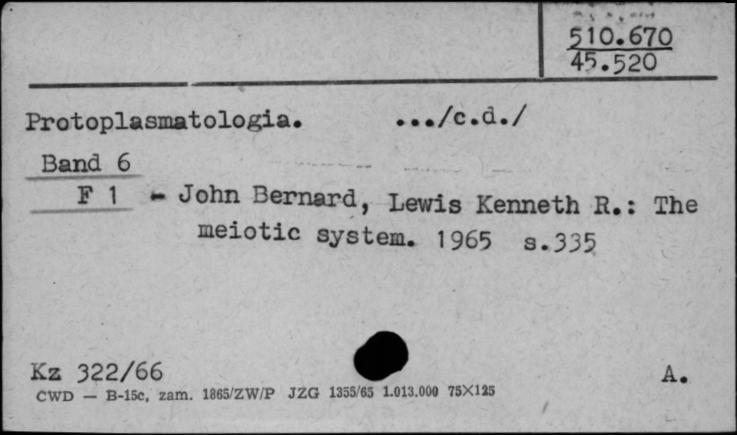 510.670
45.520
Protoplasmatologia. .../c.d./
Band 6
F 1 - John Bernard, Lewis Kenneth R.: The
meiotic system. 1965 s.335
Kz 322/66 A.
CWD — B-15c, zam. 1865/ZW/P JZG 1355/65 1.013.000 75X125